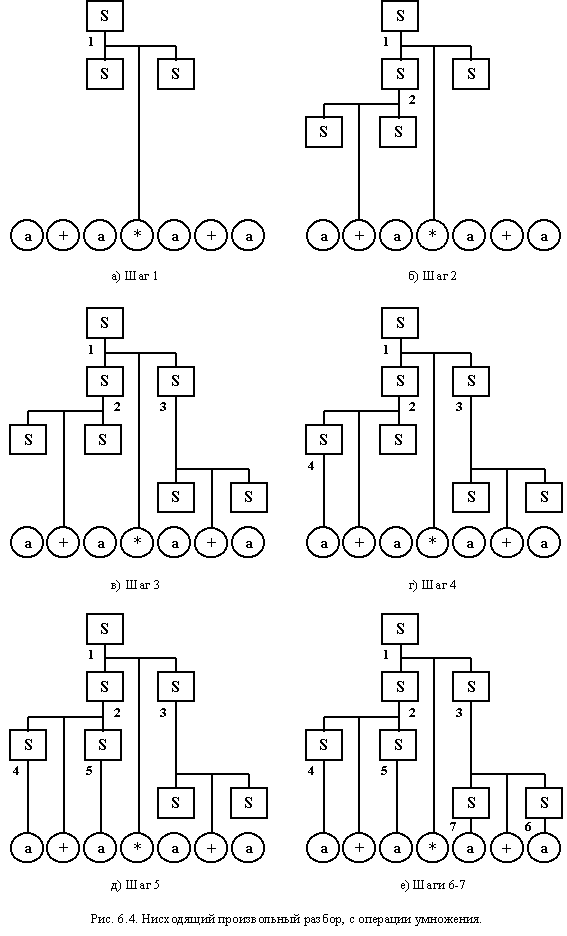 S
1
S S
a + a * a + a
а) Шаг 1
S
1
S S
2
S S
a + a * a + a
б) Шаг 2
S
1
S S
2 3
S S
S S
a + a * a + a
в) Шаг 3
S
1
S S
2 3
S S
4
S S
a + a * a + a
г) Шаг 4
S
1
S S
2 3
S S
4 5
S S
a + a * a + a
д) Шаг 5
S
1
S S
2 3
S S
4 5
S S
7 6
a + a * a + a
е) Шаги 6-7
Рис. 6.4. Нисходящий произвольный разбор, с операции умножения.